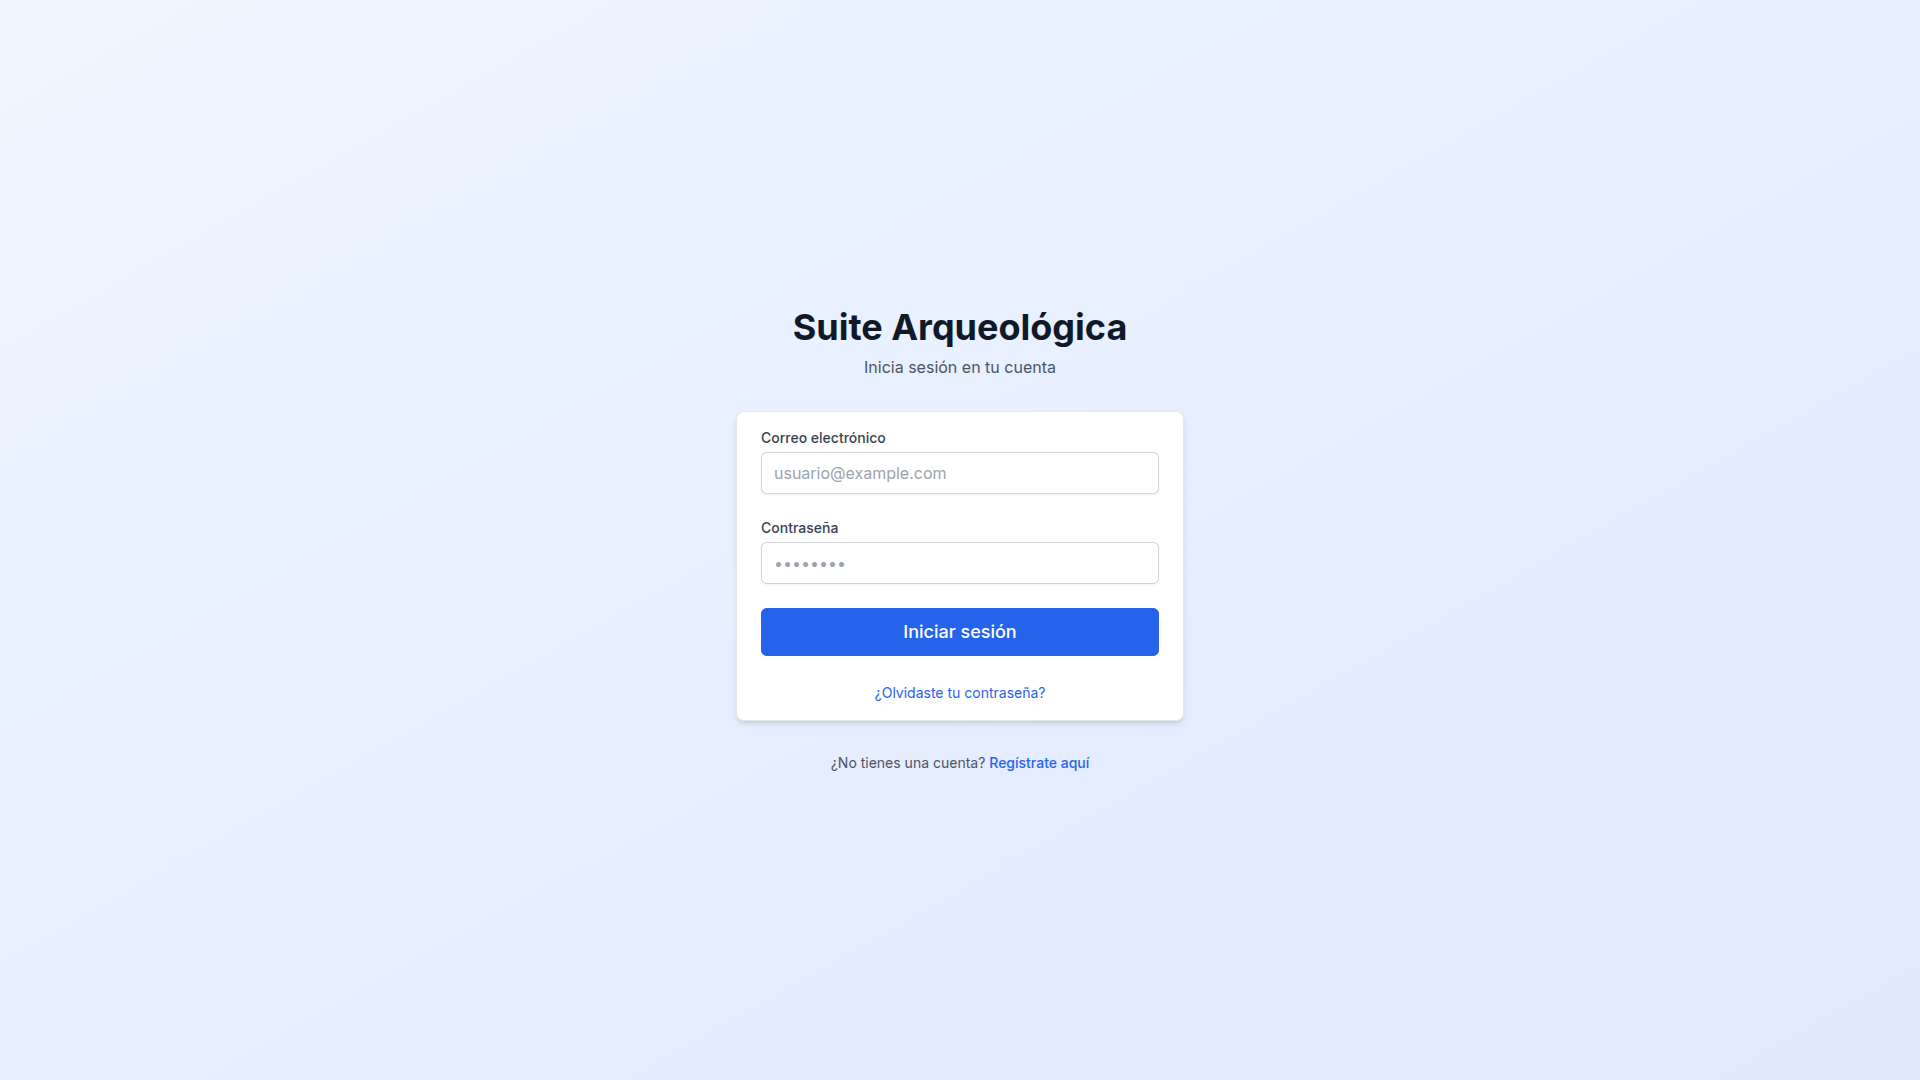 Suite Arqueológica
Inicia sesión en tu cuenta
Correo electrónico
usuario@example.com
Contraseña
••••••••
Iniciar sesión
¿Olvidaste tu contraseña?
¿No tienes una cuenta? Regístrate aquí